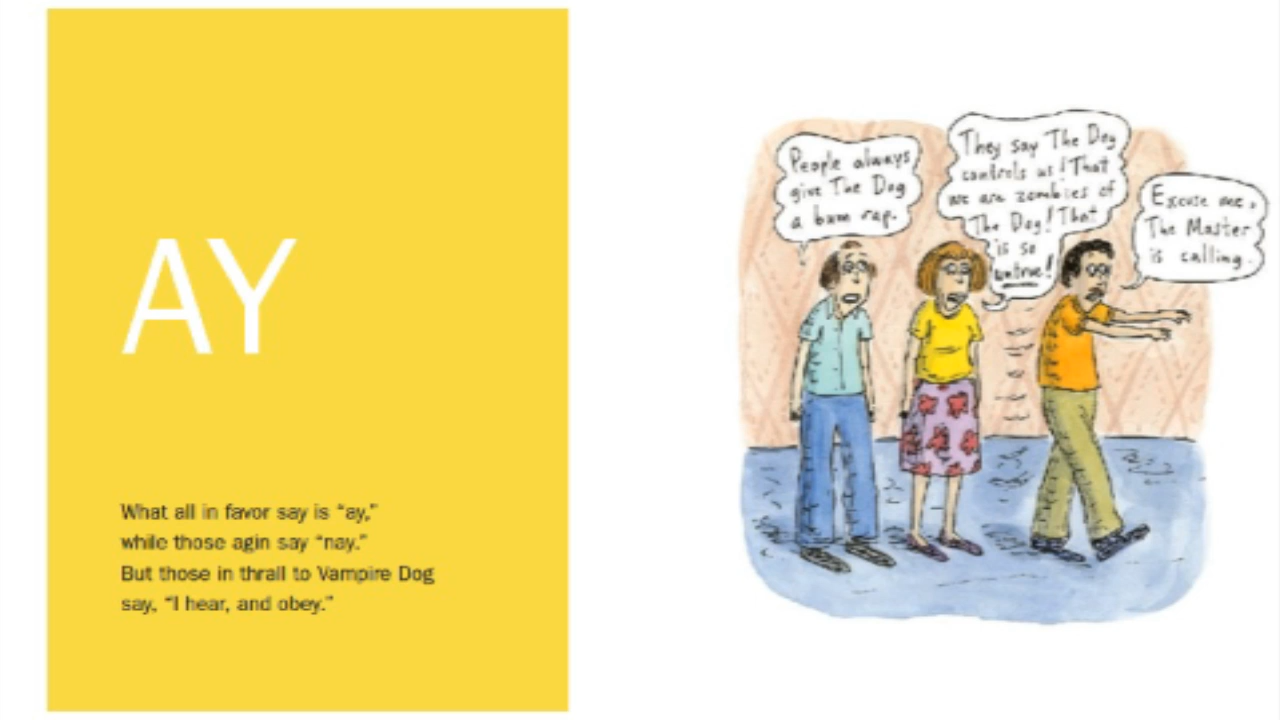 AY
What all in favor say is “ay,”
while those agin say “nay.”
But those in thrall to Vampire Dog
say, “I hear, and obey.”
People always
give The Dog
a bum rap.
They say The Dog
controls us! That
we are zombies of
The Dog! That
is so
untrue!
Excuse me,
The Master
is calling.